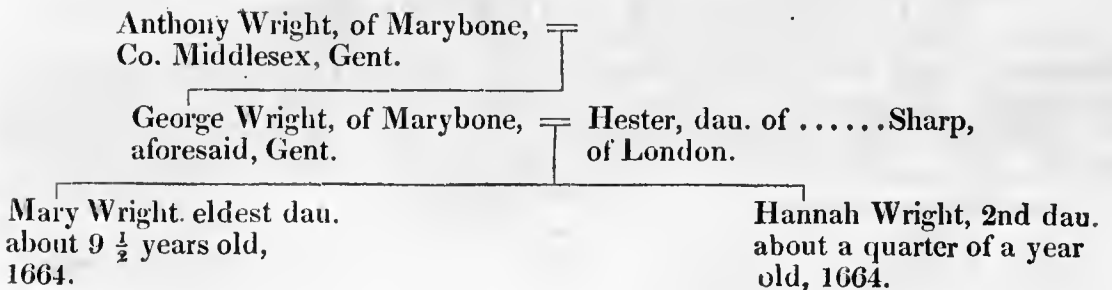 Anthony Wright, of Marybone,
Co. Middlesex, Gent.
George Wright, of Marybone,
aforesaid, Gent.
Hester, dau. of ......Sharp,
of London.
Mary Wright. eldest dau.
about 9 ½ years old,
1664.
Hannah Wright, 2nd dau.
about a quarter of a year
old, 1664.